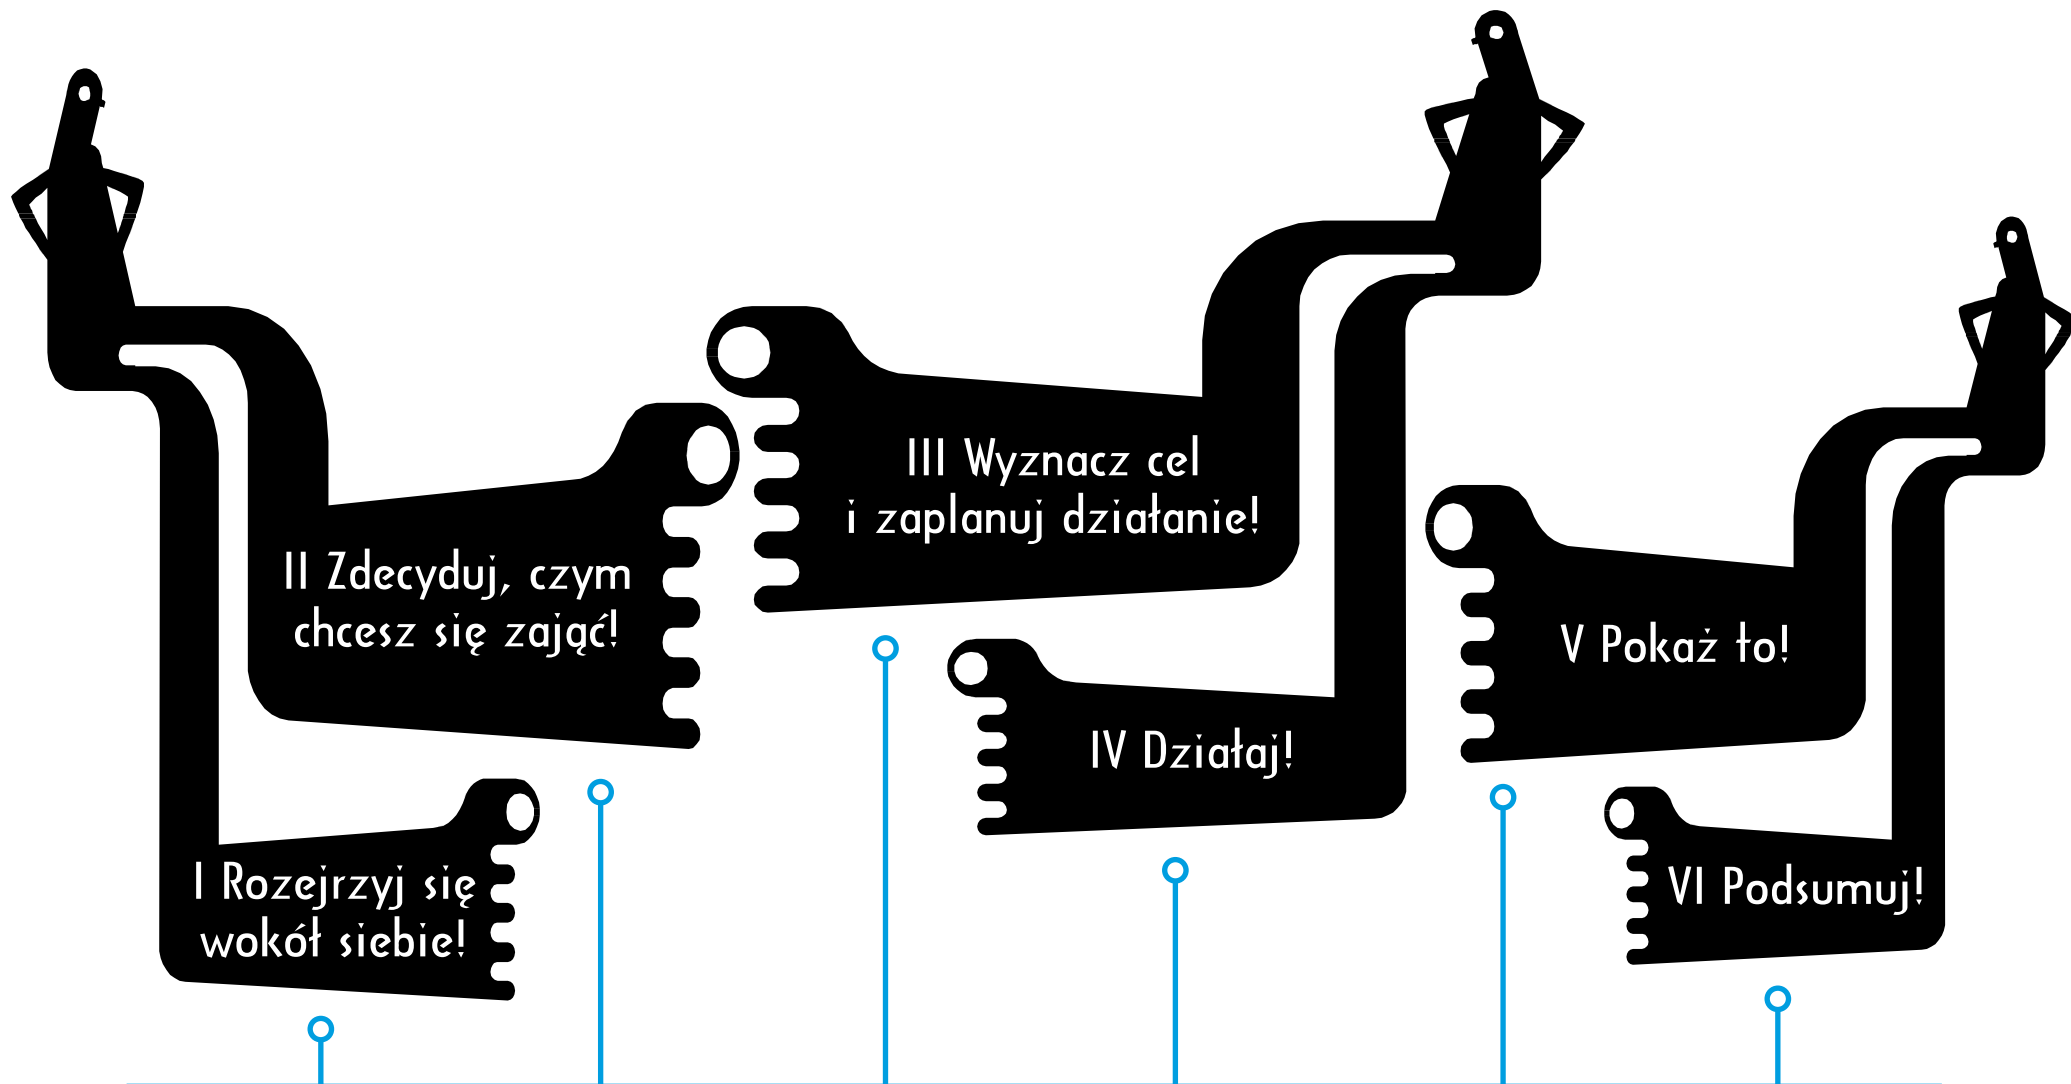 I Rozejrzyj się
wokół siebie!
II Zdecyduj, czym
chcesz się zająć!
III Wyznacz cel
i zaplanuj działanie!
IV Działaj!
V Pokaż to!
VI Podsumuj!